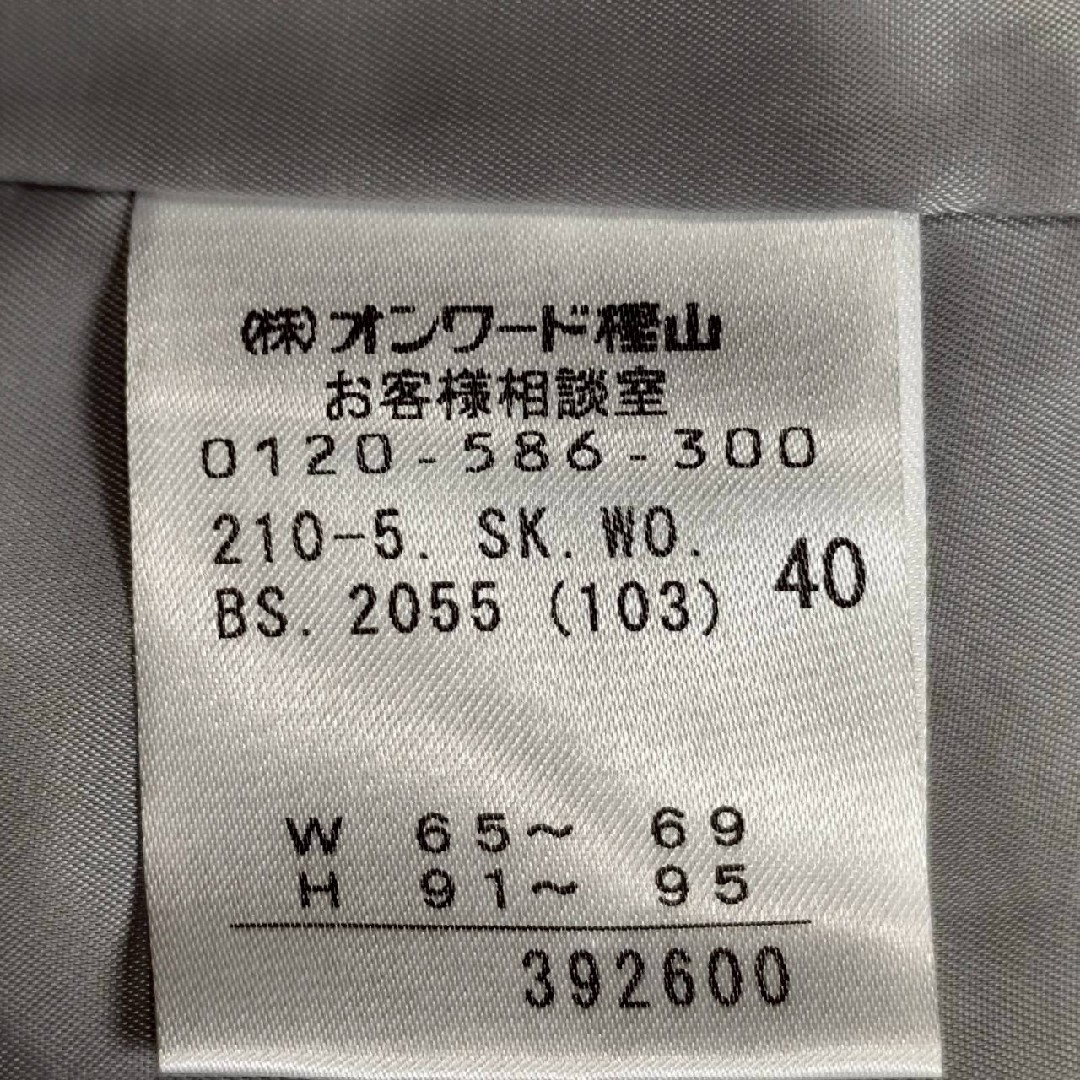 (株)オンワード樫山
お客様相談室
0120-586-300
210-5. SK. WO.
BS. 2055 (103)
40
W 65～ 69
H 91～ 95
392600